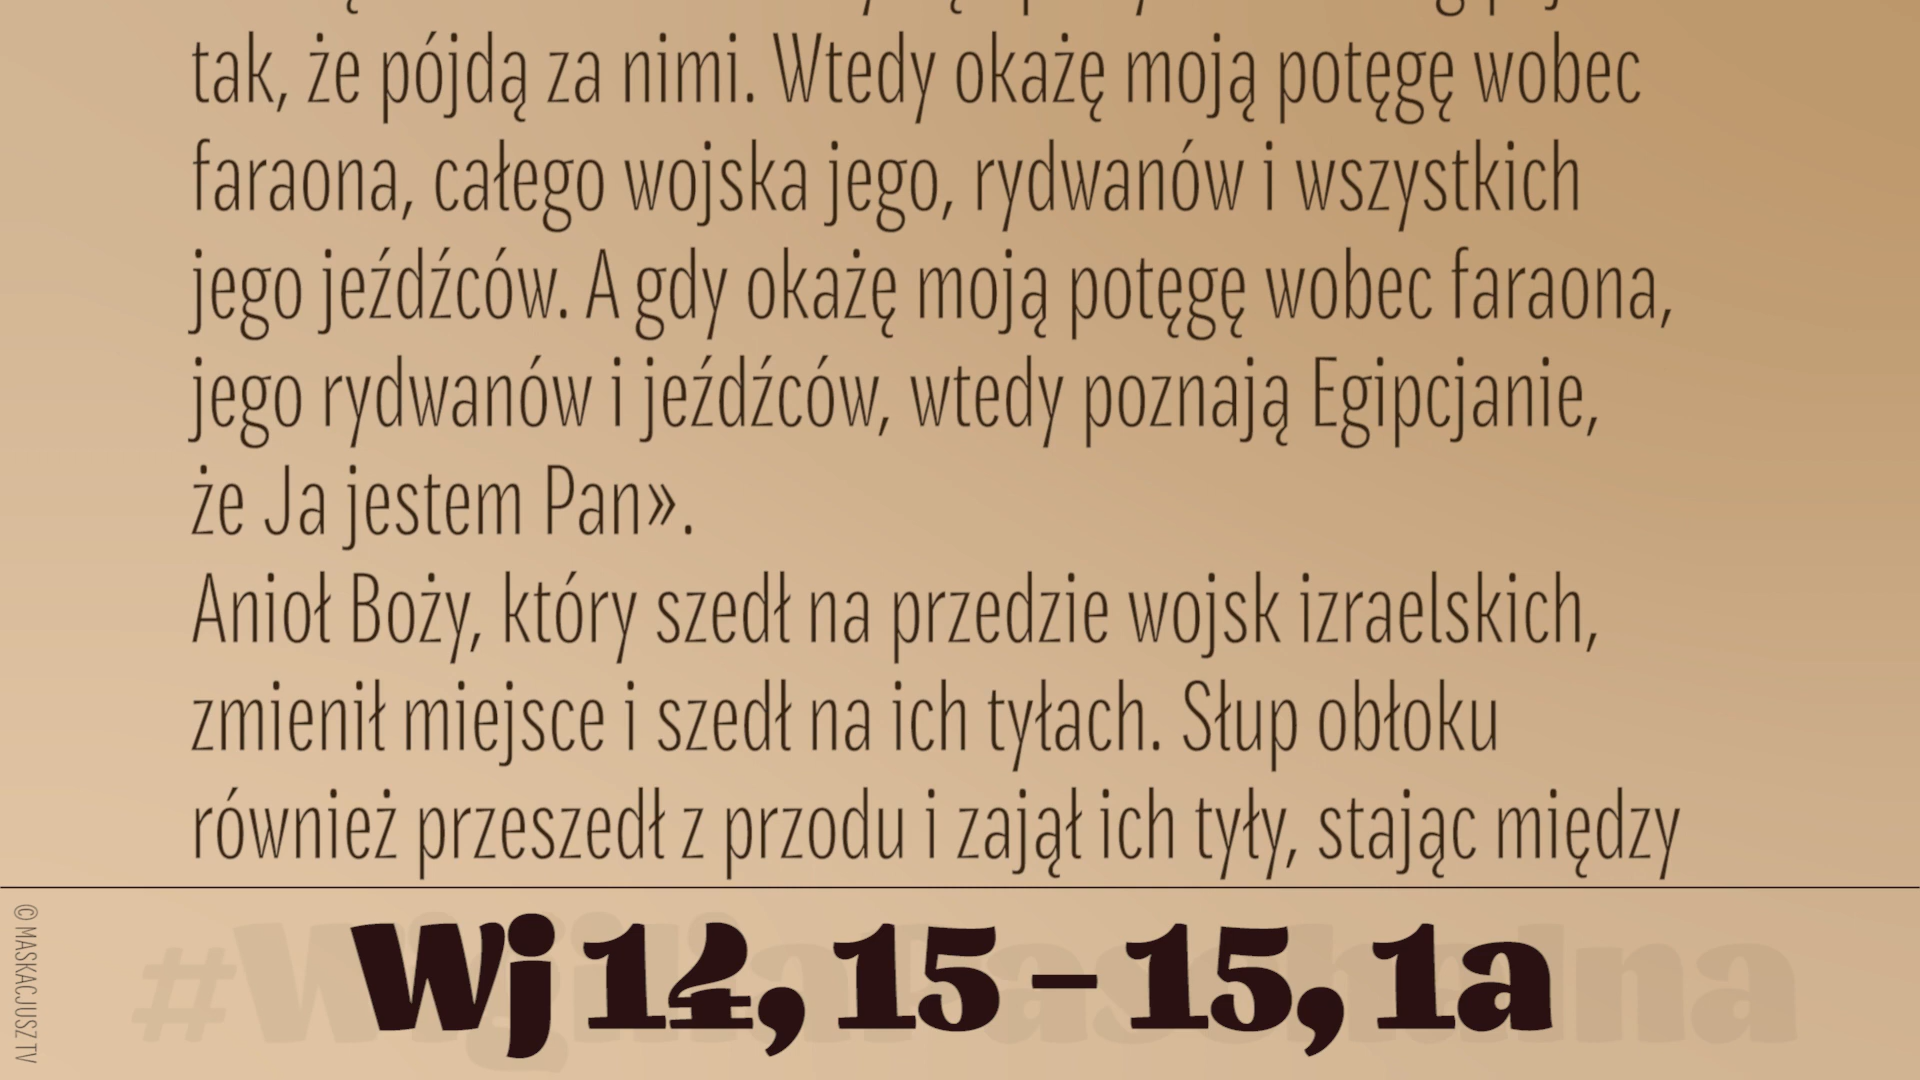 tak, że pójdą za nimi. Wtedy okażę moją potęgę wobec
faraona, całego wojska jego, rydwanów i wszystkich
jego jeźdźców. A gdy okażę moją potęgę wobec faraona,
jego rydwanów i jeźdźców, wtedy poznają Egipcjanie,
że Ja jestem Pan».
Anioł Boży, który szedł na przedzie wojsk izraelskich,
zmienił miejsce i szedł na ich tyłach. Słup obłoku
również przeszedł z przodu i zajął ich tyły, stając między
#WigiliaPaschalna
Wj 14, 15 – 15, 1a
© MASKACJUSZ TV